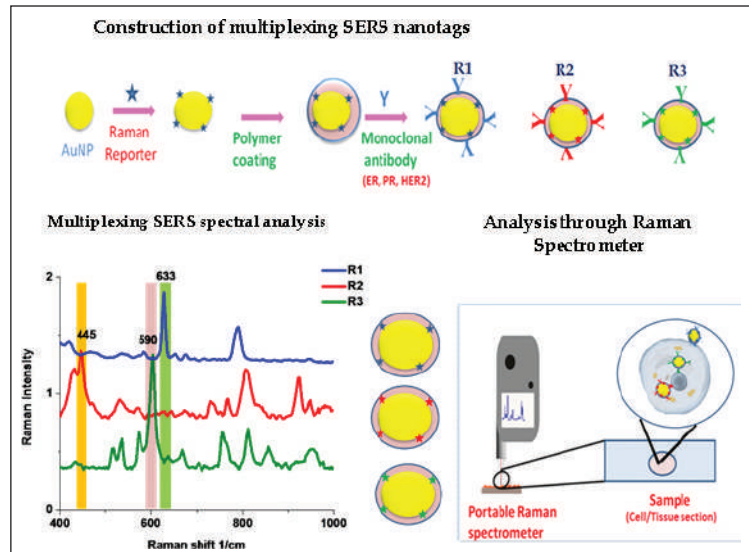 Construction of multiplexing SERS nanotags
R1
R2
R3
AuNP
Raman
Reporter
Polymer
coating
Y
Monoclonal
antibody
(ER, PR, HER2)
Multiplexing SERS spectral analysis
Analysis through Raman
Spectrometer
2
1
0
Raman intensity
445
590
633
R1
R2
R3
400
600
800
1000
Raman shift 1/cm
Portable Raman
spectrometer
Sample
(Cell/Tissue section)